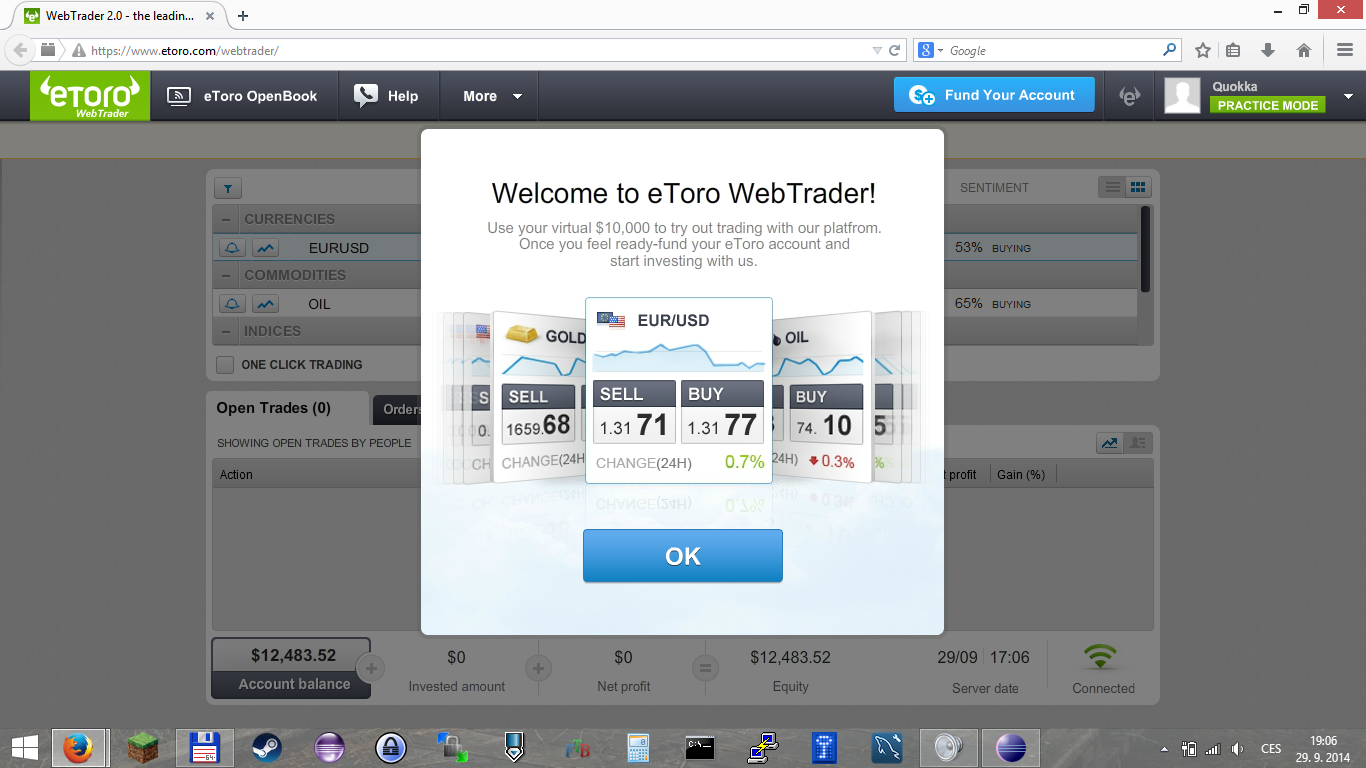 WebTrader 2.0 - the leadin...
https://www.etoro.com/webtrader/
Google
eToro
WebTrader
eToro OpenBook
Help
More
Fund Your Account
Quokka
PRACTICE MODE
Welcome to eToro WebTrader!
Use your virtual $10,000 to try out trading with our platfrom.
Once you feel ready-fund your eToro account and
start investing with us.
SENTIMENT
CURRENCIES
EURUSD
53% BUYING
COMMODITIES
OIL
65% BUYING
INDICES
ONE CLICK TRADING
GOLD
EUR/USD
OIL
SELL
SELL
BUY
BUY
1659.68
1.31 71
1.31 77
74. 10
CHANGE(24H
CHANGE(24H)
0.7%
24H)
0.3%
OK
Open Trades (0)
Orders
SHOWING OPEN TRADES BY PEOPLE
Action
profit
Gain (%)
$12,483.52
Account balance
+
$0
Invested amount
+
$0
Net profit
=
$12,483.52
Equity
29/09 17:06
Server date
Connected
64
C:\
CES
19:06
29. 9. 2014